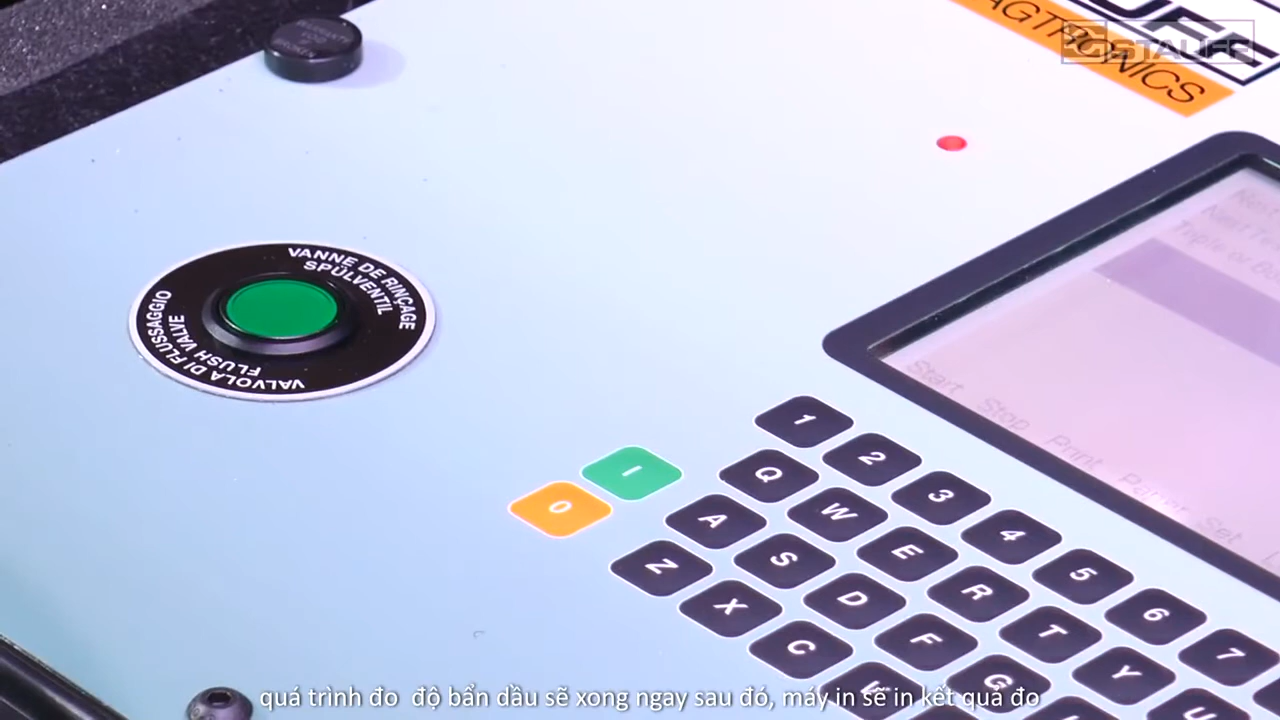 STAUFF
AGTRONICS
VANNE DE RINÇAGE
SPÜLVENTIL
VALVOLA DI FLUSSAGGIO
FLUSH VALVE
Start Stop Print Set
I
0
1 2 3 4 5 6 7
Q W E R T Y U
A S D F G
Z X C V
quá trình đo độ bẩn dầu sẽ xong ngay sau đó, máy in sẽ in kết quả đo